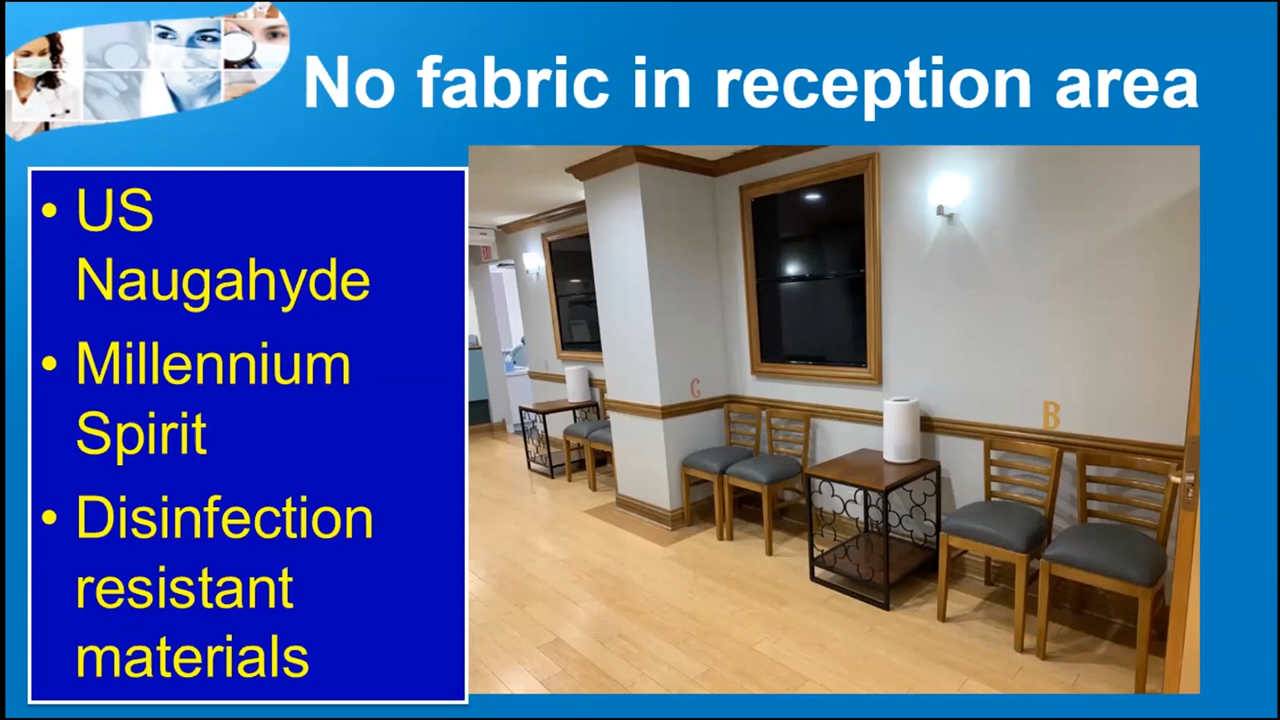 No fabric in reception area
• US
Naugahyde
• Millennium
Spirit
• Disinfection
resistant
materials
C
B